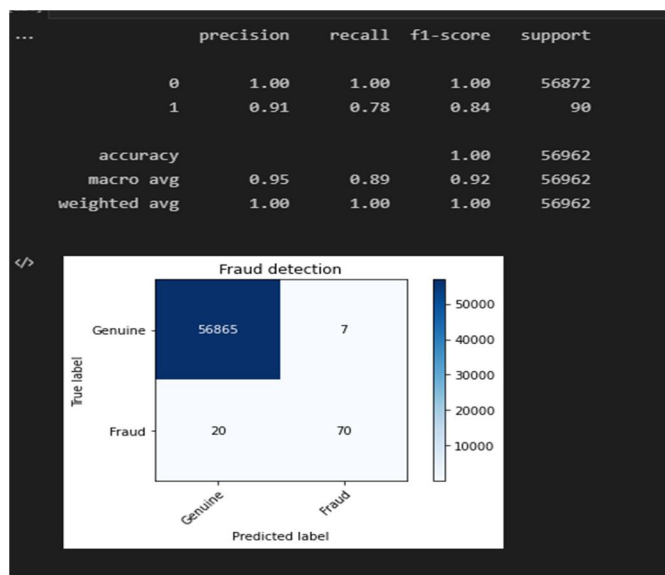 ... precision recall f1-score support
0 1.00 1.00 1.00 56872
1 0.91 0.78 0.84 90
accuracy 1.00 56962
macro avg 0.95 0.89 0.92 56962
weighted avg 1.00 1.00 1.00 56962
</>
Fraud detection
Genuine 56865 7
Fraud 20 70
True label
Genuine Fraud
Predicted label
50000
40000
30000
20000
10000